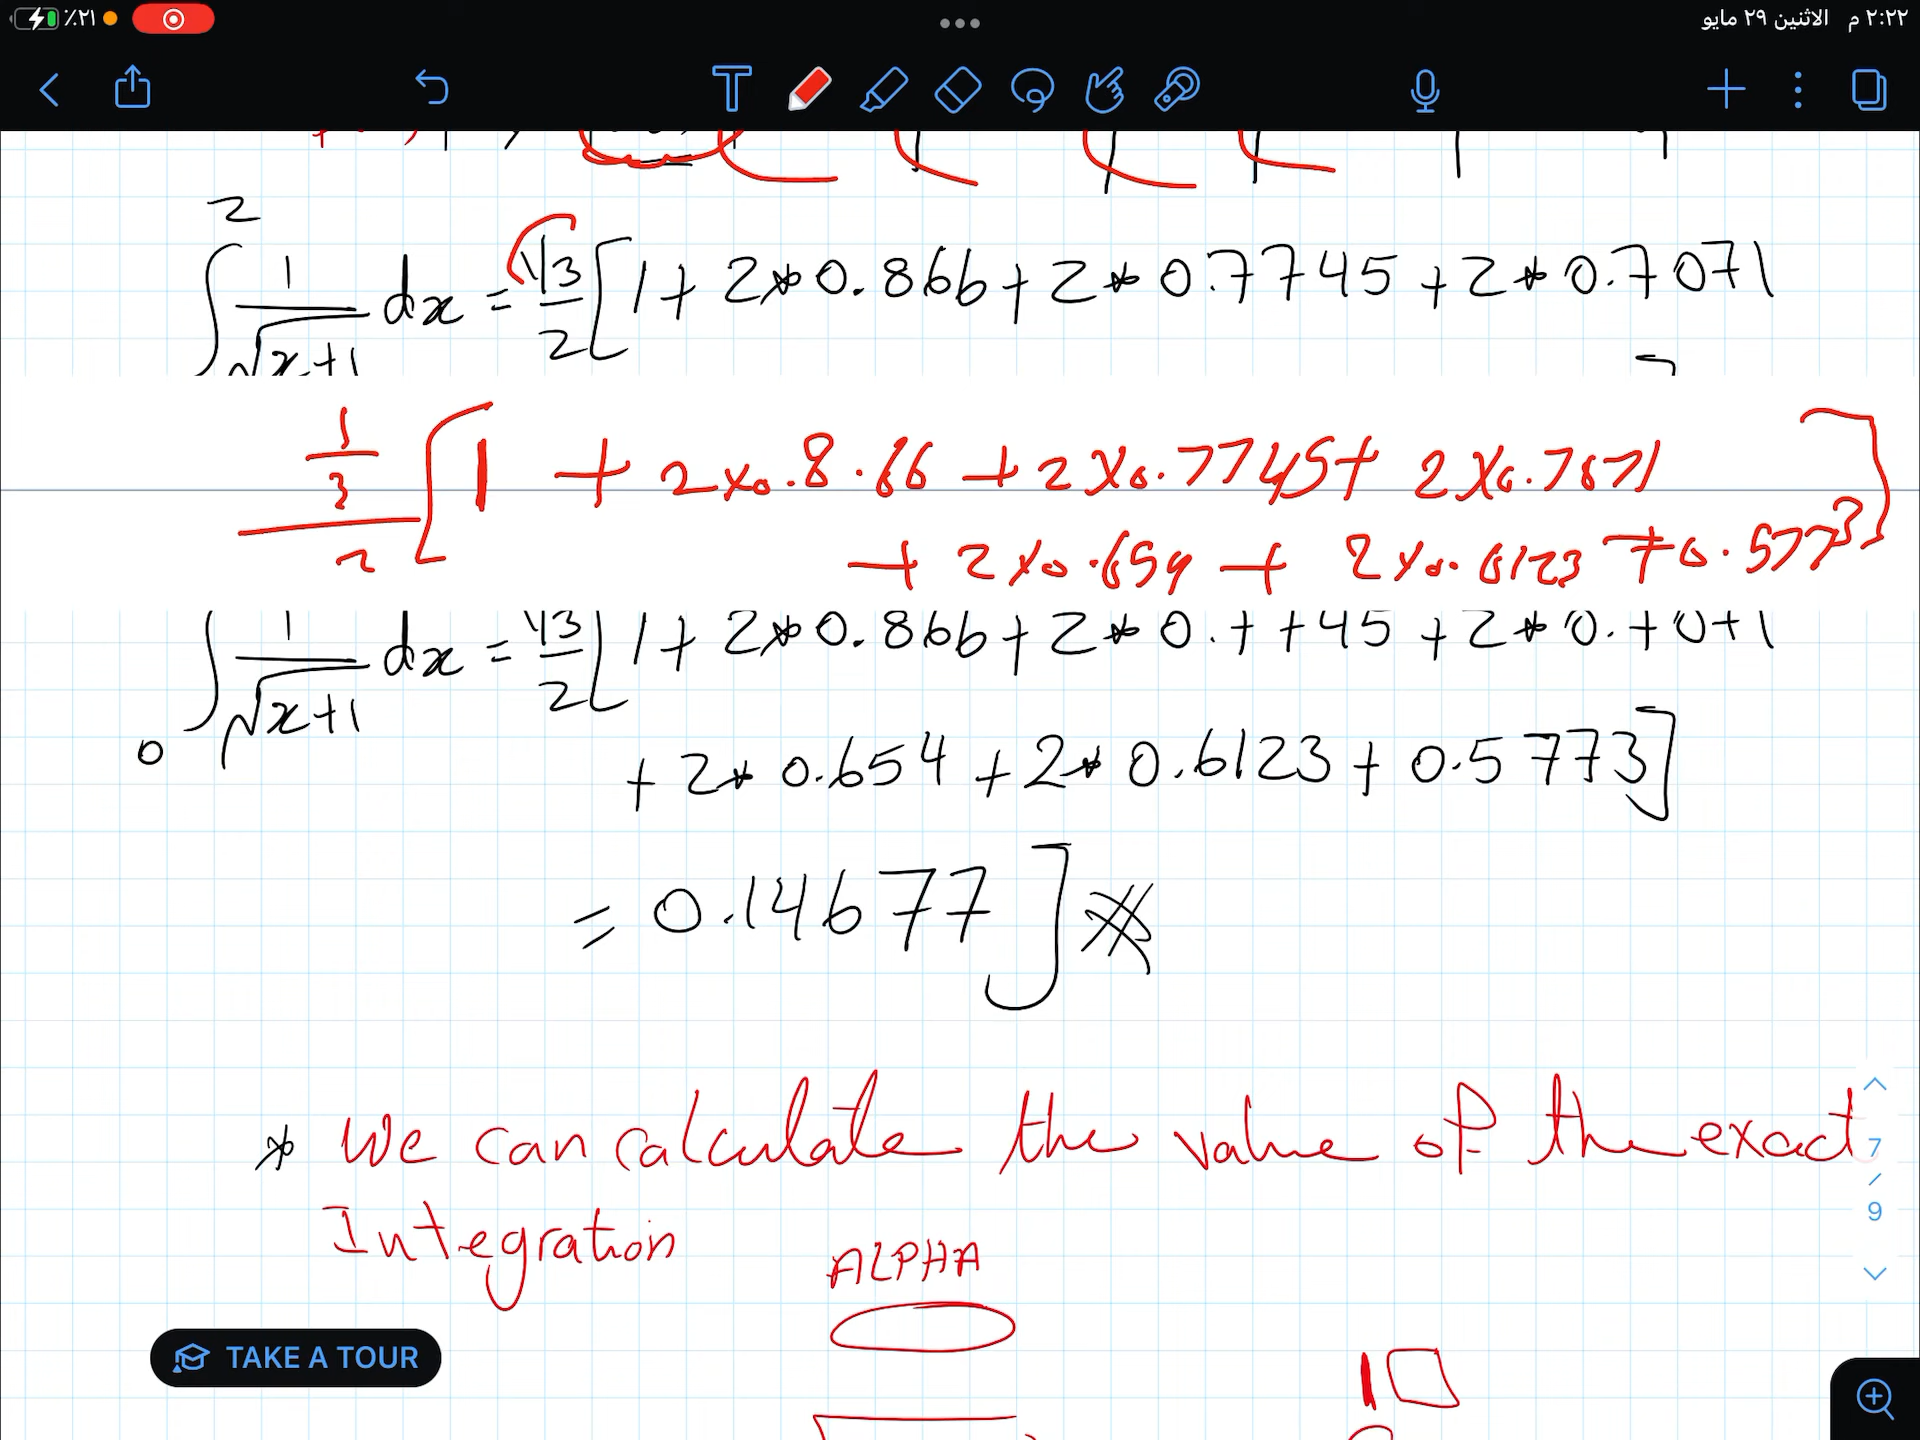 ٪٢١
٢:٢٢ م الاثنين ٢٩ مايو
2
∫ 1/√x+1 dx = 1/3/2 [1 + 2*0.866 + 2*0.7745 + 2*0.7071
1/3/2 [1 + 2x0.8.66 + 2x0.7745 + 2x0.7071
+ 2x0.654 + 2x0.6123 + 0.5773]
∫ 1/√x+1 dx = 1/3/2 [1 + 2*0.866 + 2*0.7745 + 2*0.7071
0
+ 2*0.654 + 2*0.6123 + 0.5773]
= 0.14677] *
* We can calculate the value of the exact
Integration
ALPHA
7
/
9
TAKE A TOUR
1